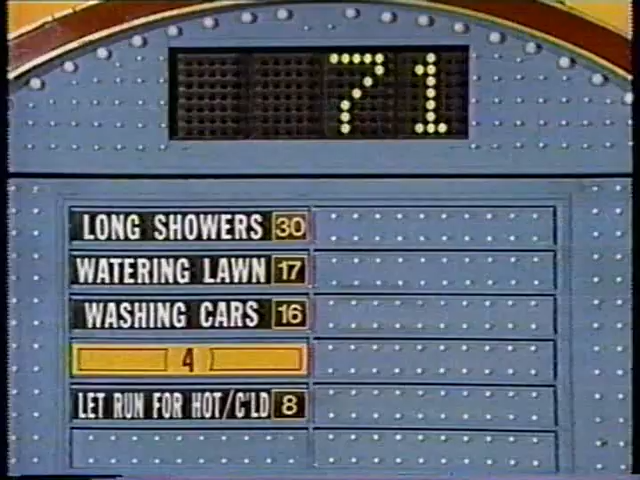 71
LONG SHOWERS 30
WATERING LAWN 17
WASHING CARS 16
4
LET RUN FOR HOT/C'LD 8